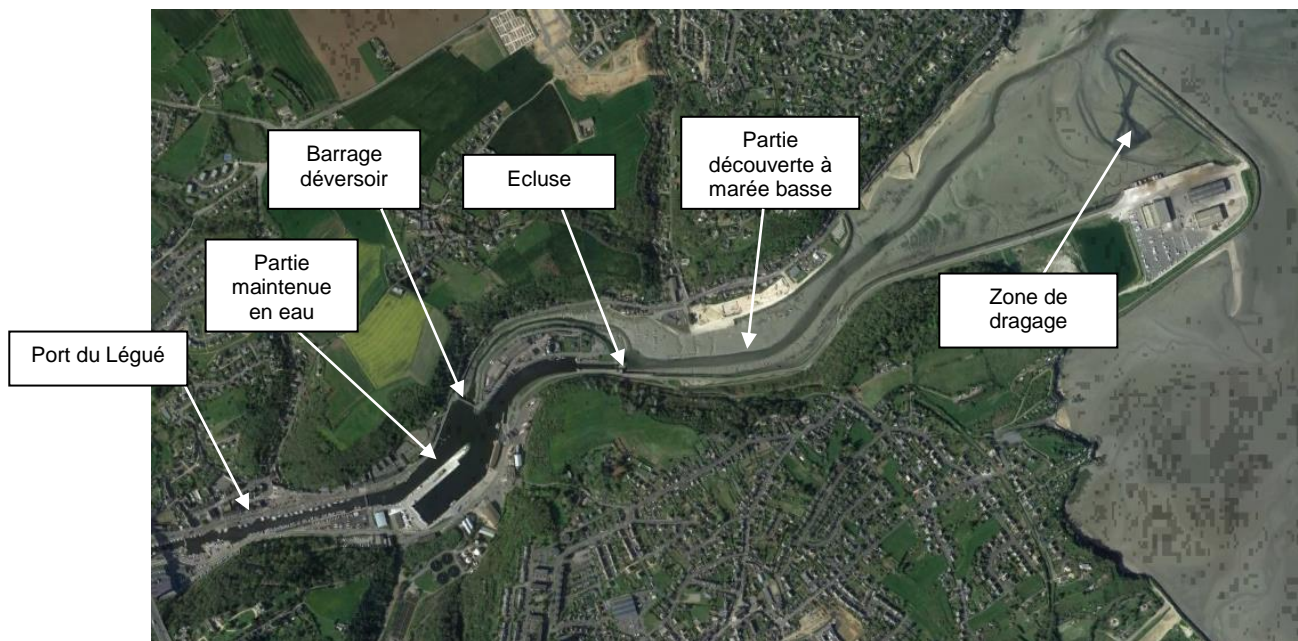 Barrage
déversoir
Ecluse
Partie
découverte à
marée basse
Partie
maintenue
en eau
Zone de
dragage
Port du Légué